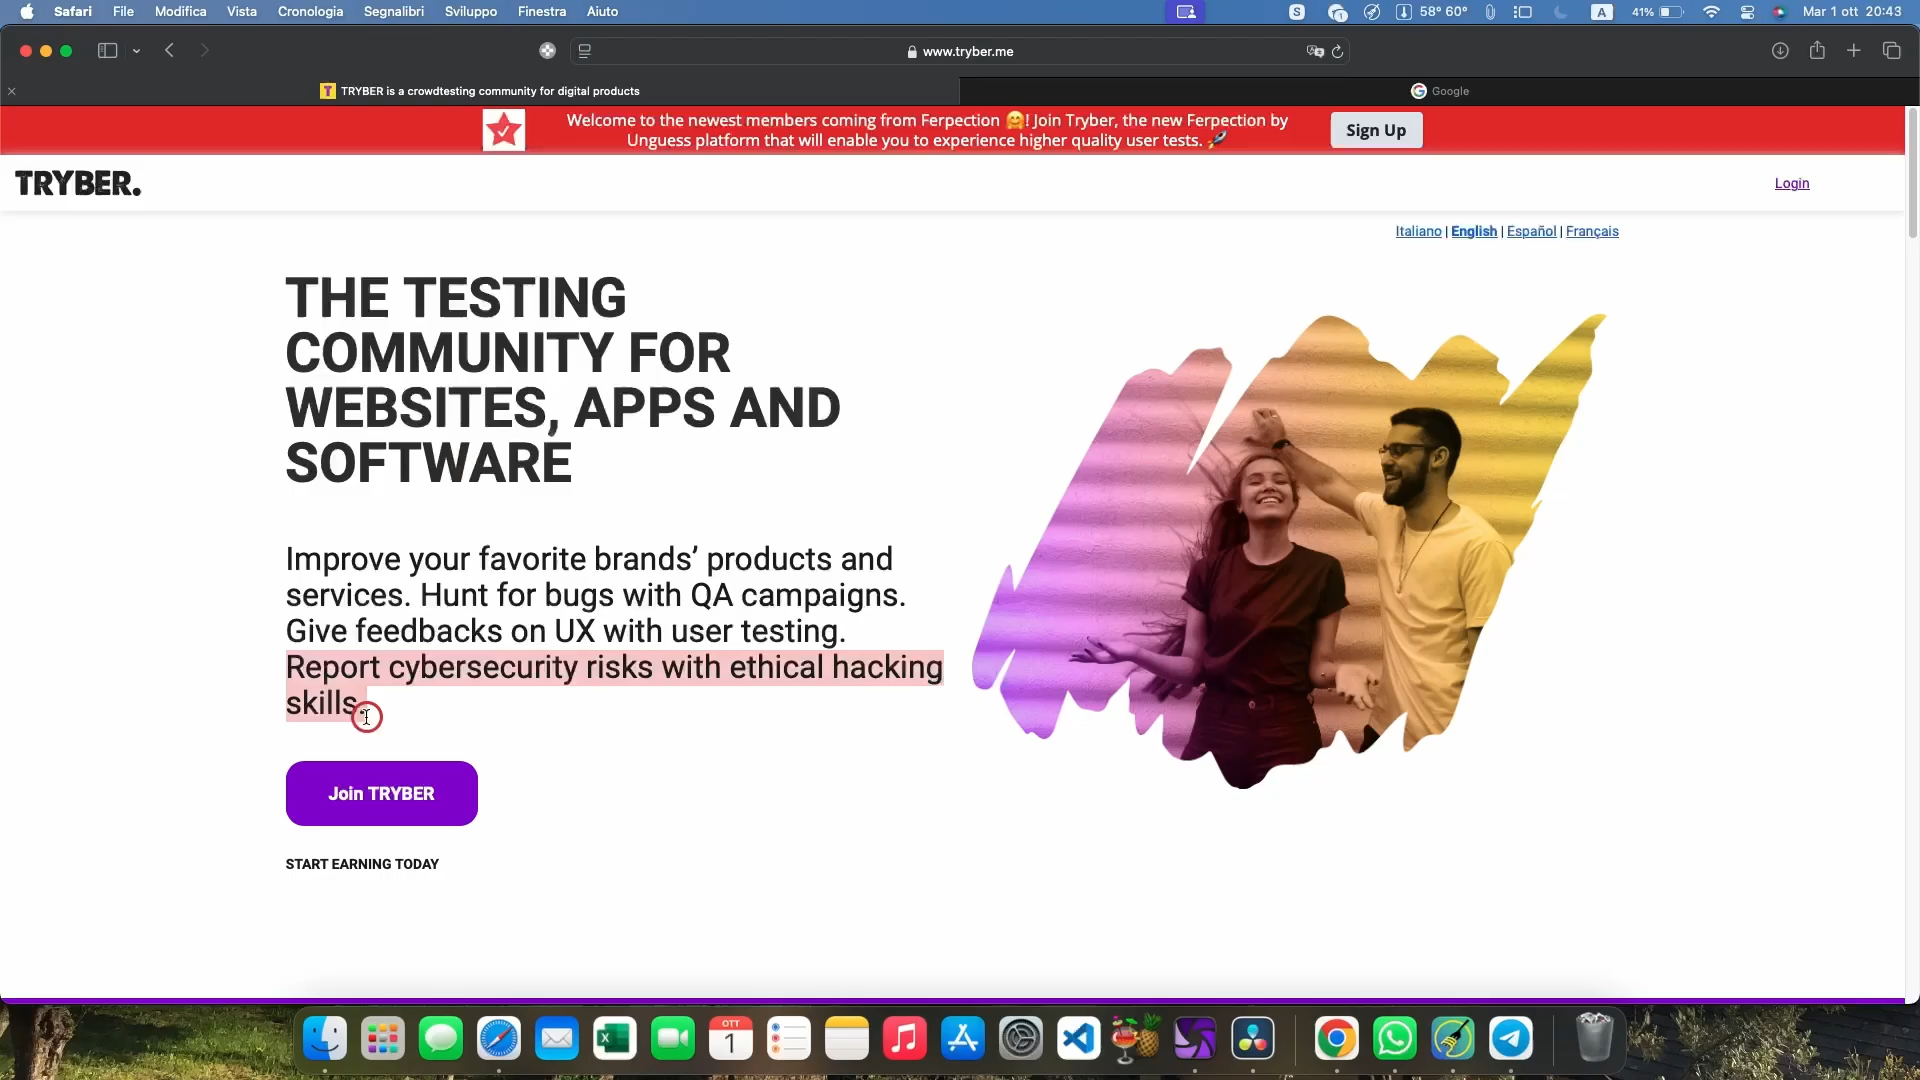 Safari File Modifica Vista Cronologia Segnalibri Sviluppo Finestra Aiuto
S 1 58° 60° A 41% Mar 1 ott 20:43
www.tryber.me
T TRYBER is a crowdtesting community for digital products
G Google
Welcome to the newest members coming from Ferpection 🤗! Join Tryber, the new Ferpection by
Unguess platform that will enable you to experience higher quality user tests. 🚀
Sign Up
TRYBER.
Login
Italiano | English | Español | Français
THE TESTING
COMMUNITY FOR
WEBSITES, APPS AND
SOFTWARE
Improve your favorite brands’ products and
services. Hunt for bugs with QA campaigns.
Give feedbacks on UX with user testing.
Report cybersecurity risks with ethical hacking
skills.
Join TRYBER
START EARNING TODAY
OTT
1